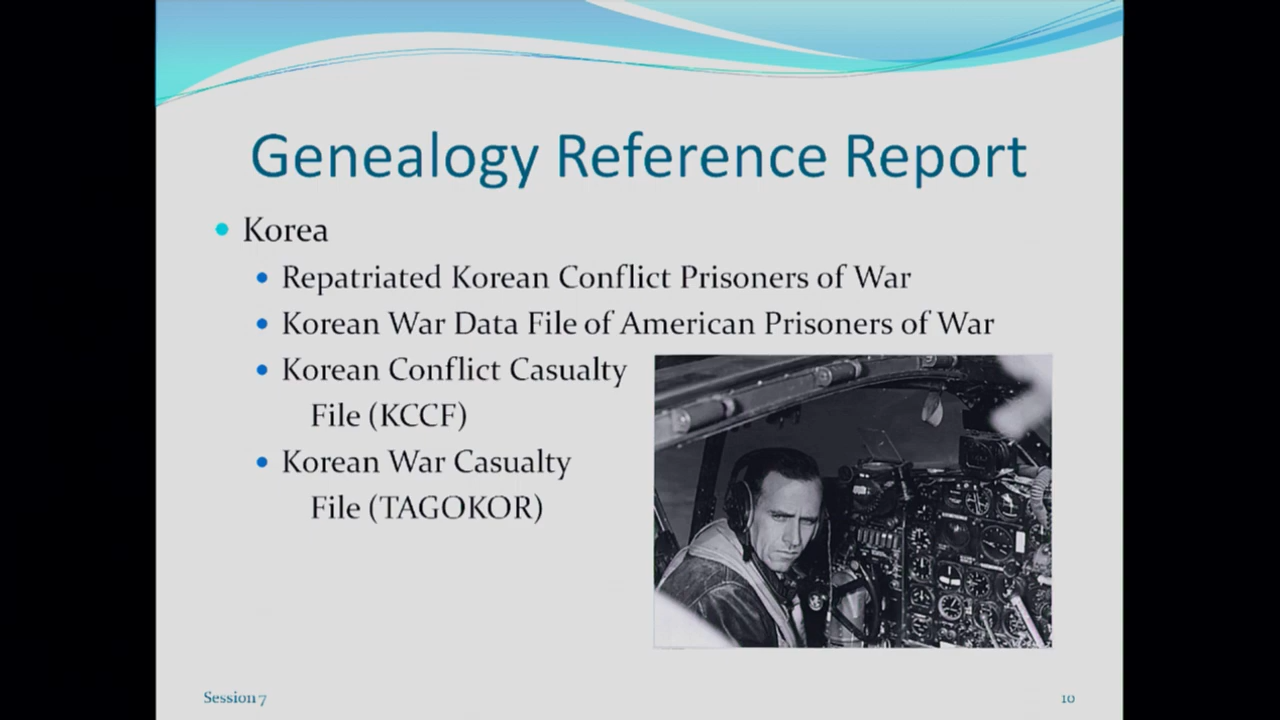 Genealogy Reference Report
Korea
Repatriated Korean Conflict Prisoners of War
Korean War Data File of American Prisoners of War
Korean Conflict Casualty
File (KCCF)
Korean War Casualty
File (TAGOKOR)
Session 7
10